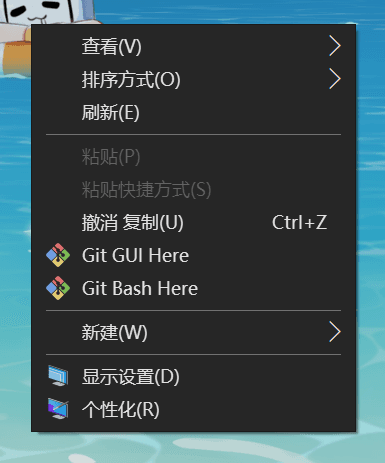 查看(V)
排序方式(O)
刷新(E)
粘贴(P)
粘贴快捷方式(S)
撤消 复制(U) Ctrl+Z
Git GUI Here
Git Bash Here
新建(W)
显示设置(D)
个性化(R)